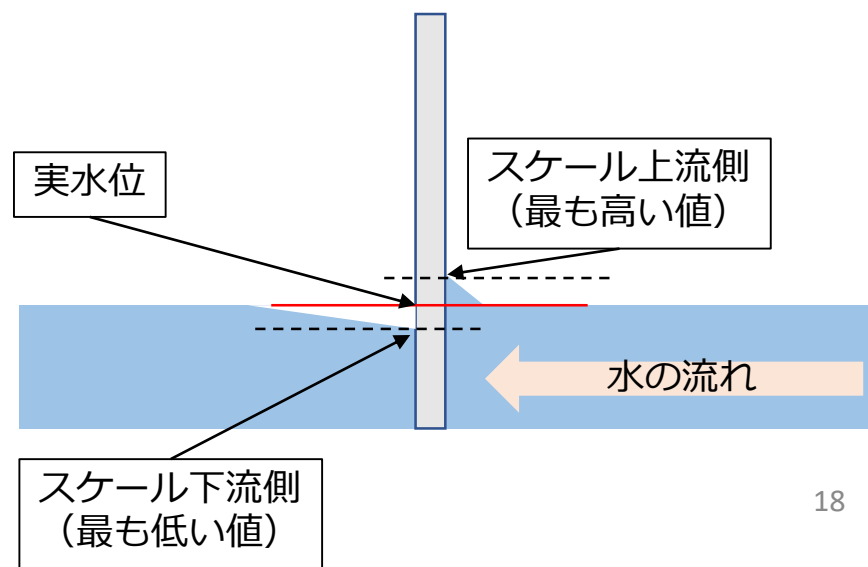 実水位
スケール上流側
（最も高い値）
水の流れ
スケール下流側
（最も低い値）
18